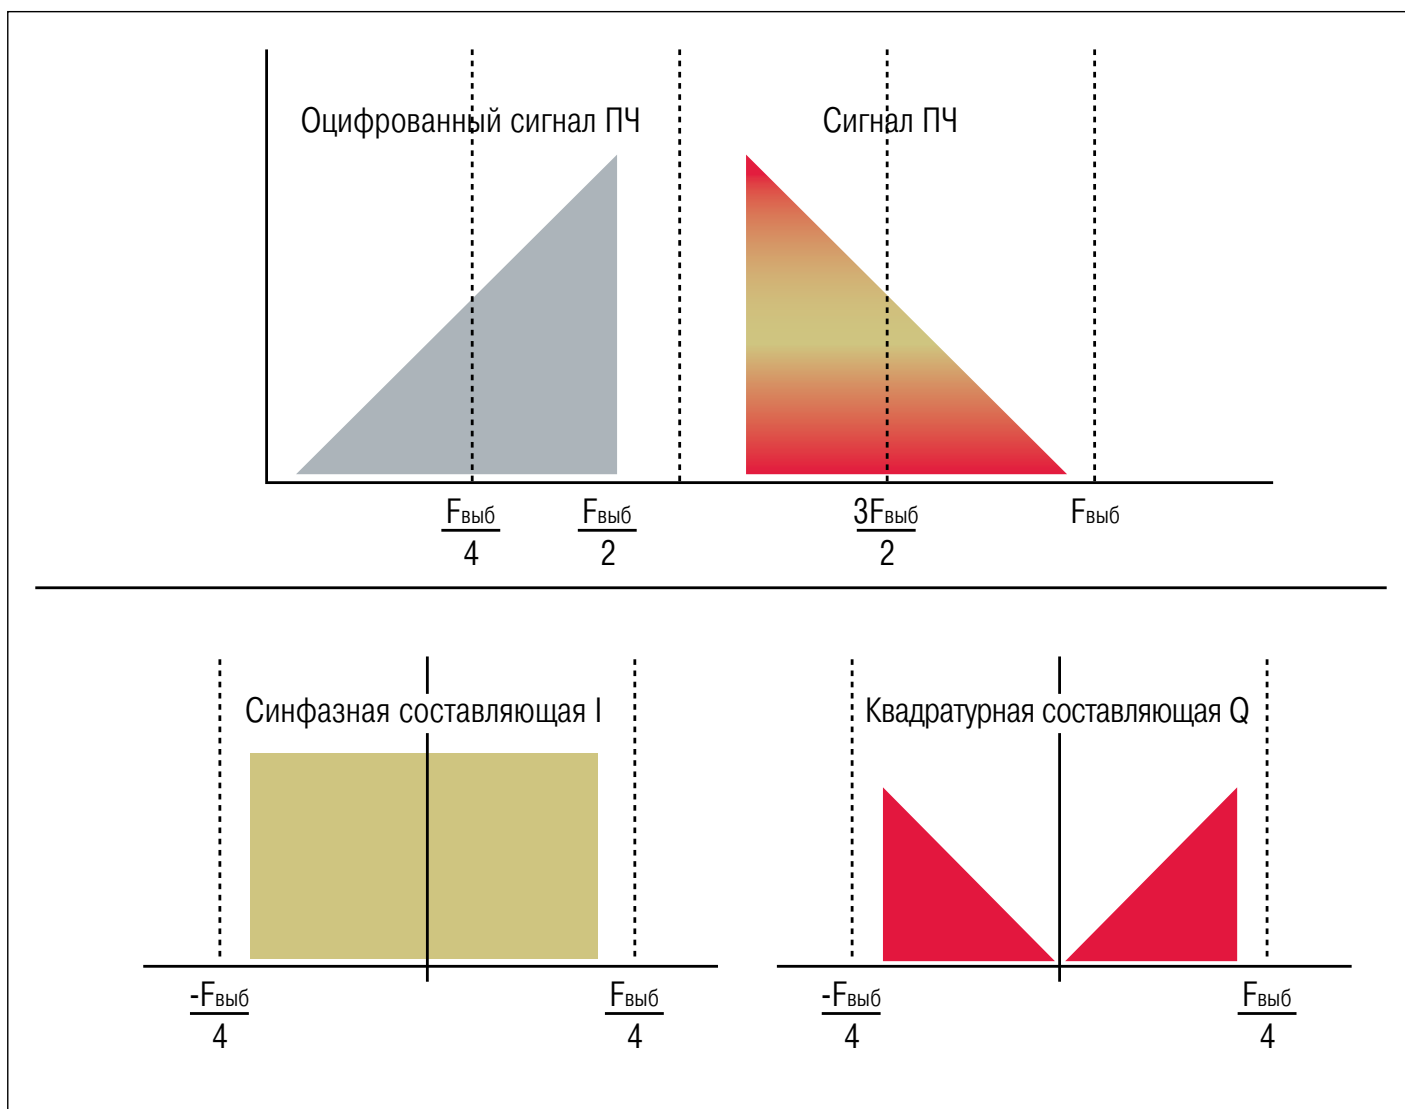 Оцифрованный сигнал ПЧ
Сигнал ПЧ
Fвыб
4
Fвыб
2
3Fвыб
2
Fвыб
Синфазная составляющая I
Квадратурная составляющая Q
-Fвыб
4
Fвыб
4
-Fвыб
4
Fвыб
4